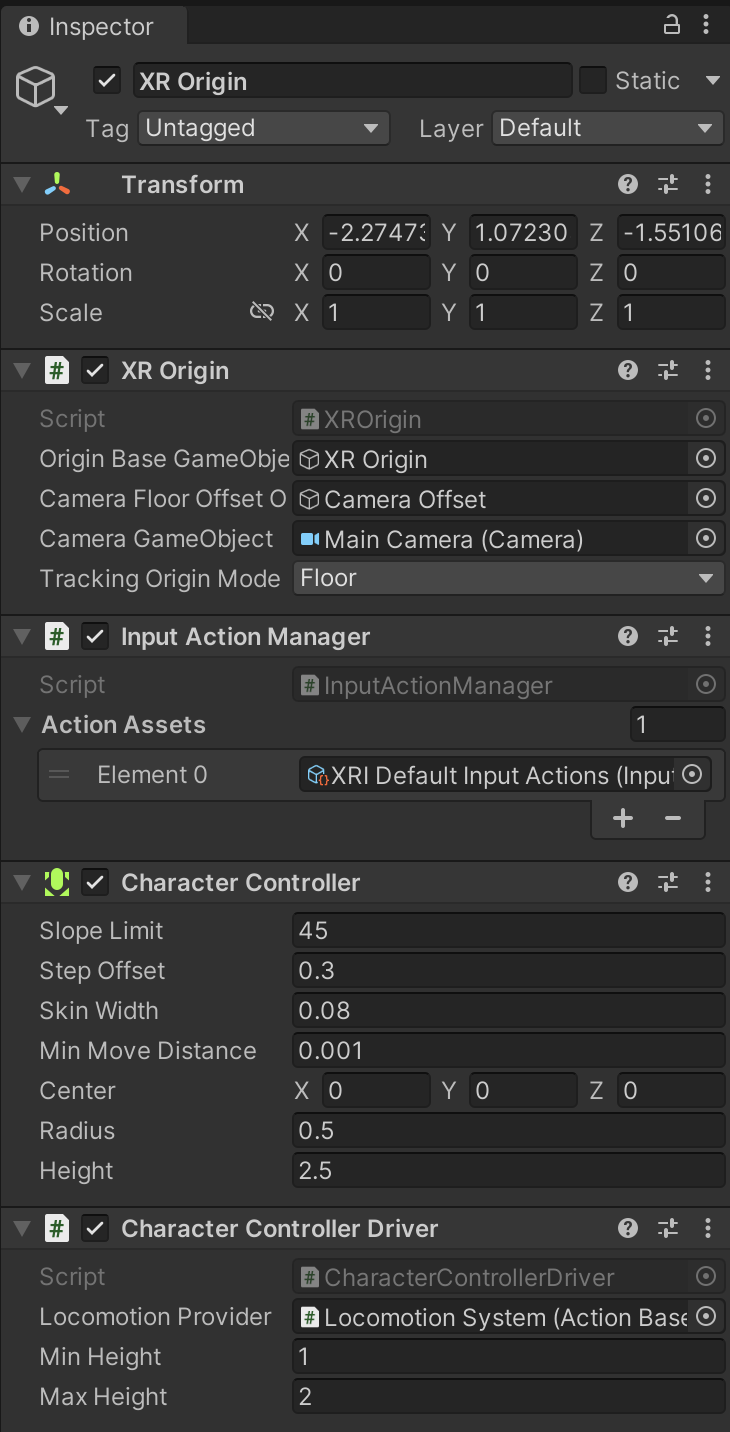 Inspector
XR Origin Static
Tag Untagged Layer Default
Transform
Position X -2.27473 Y 1.07230 Z -1.55106
Rotation X 0 Y 0 Z 0
Scale X 1 Y 1 Z 1
# XR Origin
Script # XROrigin
Origin Base GameObje XR Origin
Camera Floor Offset O Camera Offset
Camera GameObject Main Camera (Camera)
Tracking Origin Mode Floor
# Input Action Manager
Script # InputActionManager
Action Assets 1
Element 0 XRI Default Input Actions (Input
Character Controller
Slope Limit 45
Step Offset 0.3
Skin Width 0.08
Min Move Distance 0.001
Center X 0 Y 0 Z 0
Radius 0.5
Height 2.5
# Character Controller Driver
Script # CharacterControllerDriver
Locomotion Provider # Locomotion System (Action Base
Min Height 1
Max Height 2